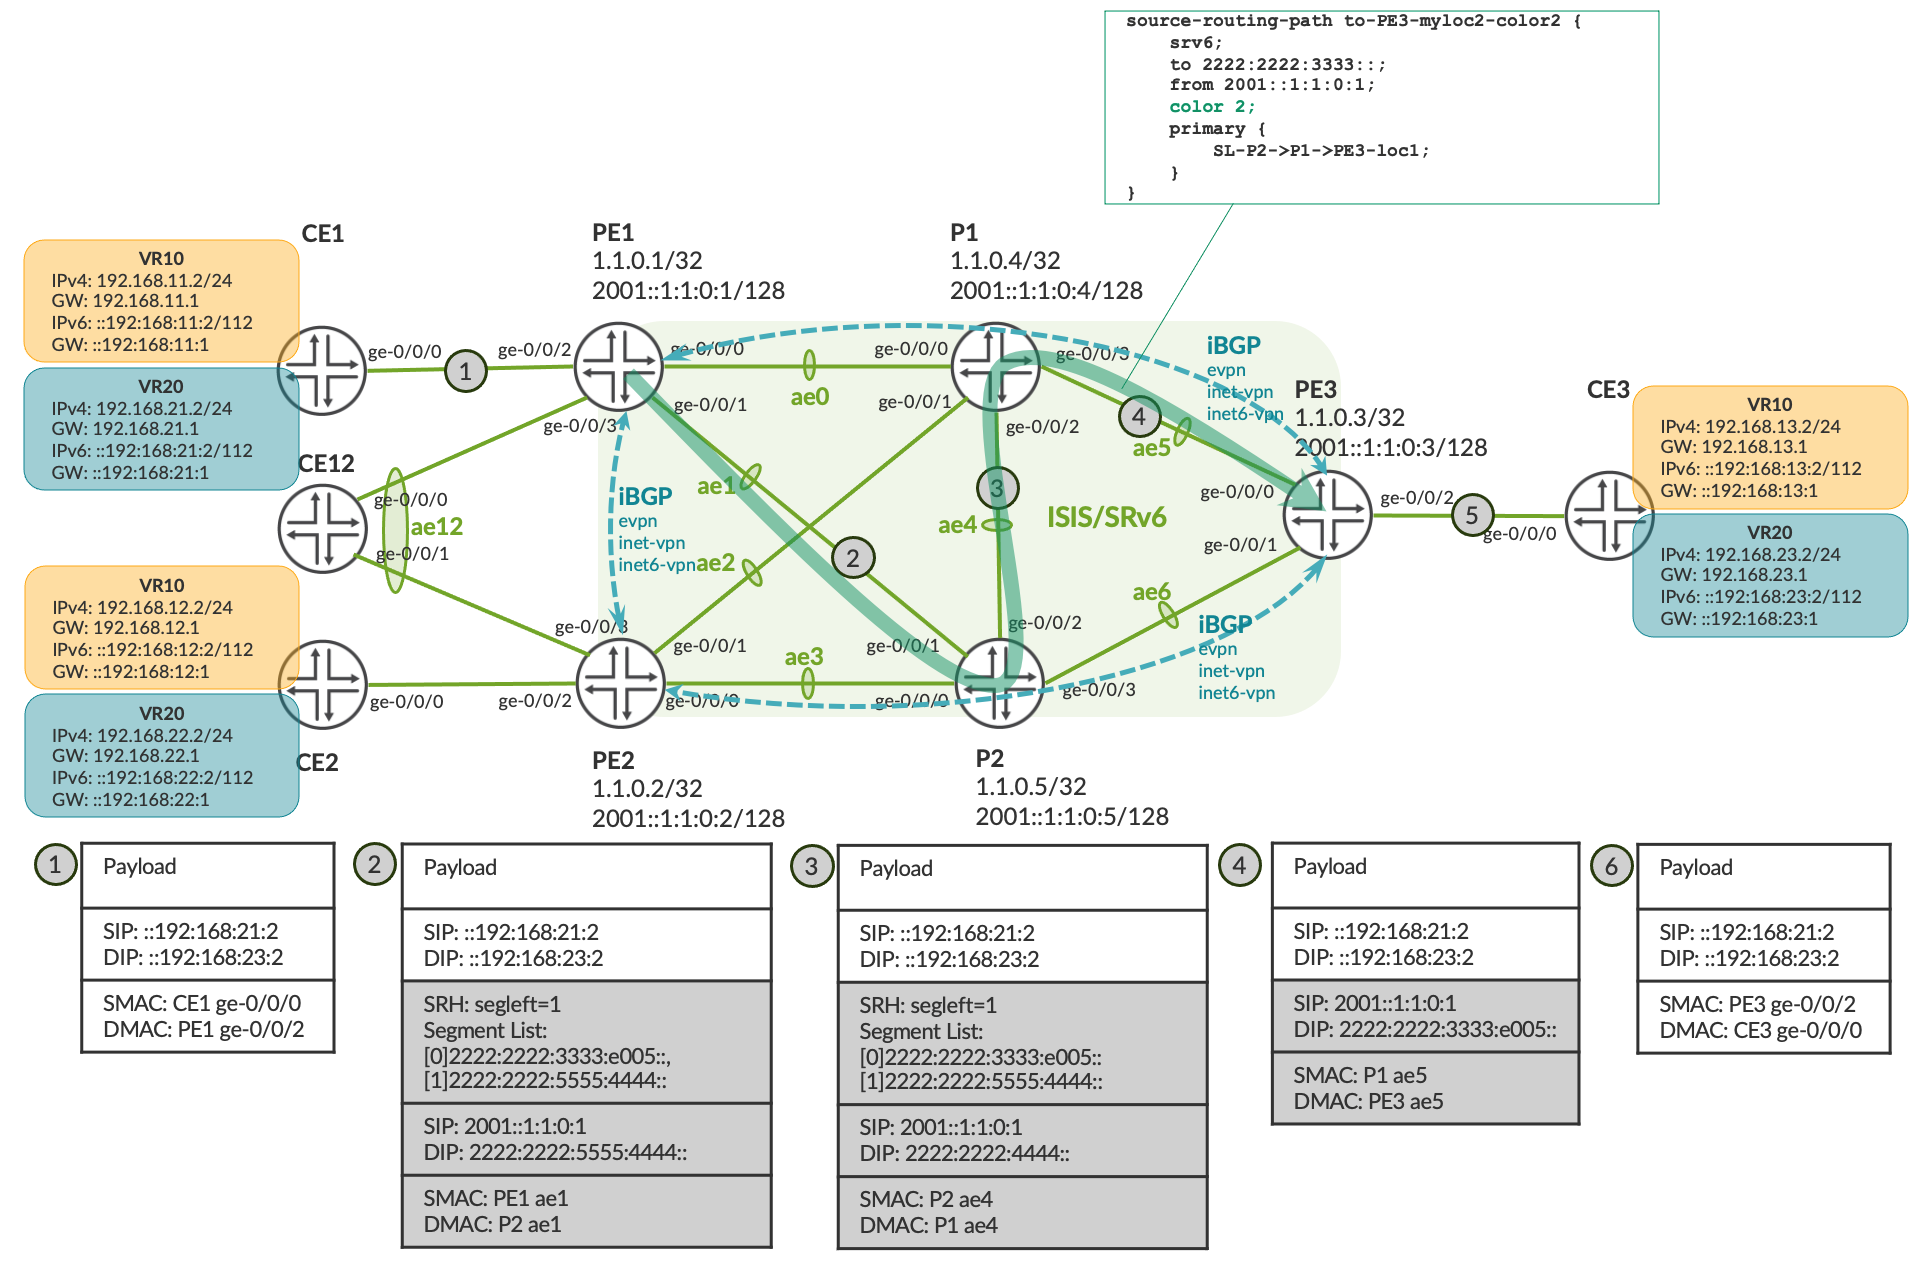 source-routing-path to-PE3-myloc2-color2 {
srv6;
to 2222:2222:3333::;
from 2001::1:1:0:1;
color 2;
primary {
SL-P2->P1->PE3-loc1;
}
}
CE1
VR10
IPv4: 192.168.11.2/24
GW: 192.168.11.1
IPv6: ::192:168:11:2/112
GW: ::192:168:11:1
VR20
IPv4: 192.168.21.2/24
GW: 192.168.21.1
IPv6: ::192:168:21:2/112
GW: ::192:168:21:1
CE12
VR10
IPv4: 192.168.12.2/24
GW: 192.168.12.1
IPv6: ::192:168:12:2/112
GW: ::192:168:12:1
VR20
IPv4: 192.168.22.2/24
GW: 192.168.22.1
IPv6: ::192:168:22:2/112
GW: ::192:168:22:1
CE2
PE1
1.1.0.1/32
2001::1:1:0:1/128
P1
1.1.0.4/32
2001::1:1:0:4/128
ge-0/0/0
1
ge-0/0/2
ge-0/0/0
ae0
ge-0/0/0
ge-0/0/3
iBGP
evpn
inet-vpn
inet6-vpn
PE3
1.1.0.3/32
2001::1:1:0:3/128
CE3
VR10
IPv4: 192.168.13.2/24
GW: 192.168.13.1
IPv6: ::192:168:13:2/112
GW: ::192:168:13:1
VR20
IPv4: 192.168.23.2/24
GW: 192.168.23.1
IPv6: ::192:168:23:2/112
GW: ::192:168:23:1
ge-0/0/3
ge-0/0/1
ge-0/0/1
ge-0/0/2
4
ae5
ge-0/0/0
ge-0/0/1
ae12
iBGP
evpn
inet-vpn
inet6-vpn
ae1
ae2
2
3
ae4
ISIS/SRv6
ge-0/0/0
ge-0/0/1
ge-0/0/2
5
ge-0/0/0
ae6
iBGP
evpn
inet-vpn
inet6-vpn
ge-0/0/3
ge-0/0/1
ae3
ge-0/0/1
ge-0/0/2
ge-0/0/0
ge-0/0/2
ge-0/0/0
ge-0/0/0
ge-0/0/3
PE2
1.1.0.2/32
2001::1:1:0:2/128
P2
1.1.0.5/32
2001::1:1:0:5/128
1
Payload
SIP: ::192:168:21:2
DIP: ::192:168:23:2
SMAC: CE1 ge-0/0/0
DMAC: PE1 ge-0/0/2
2
Payload
SIP: ::192:168:21:2
DIP: ::192:168:23:2
SRH: segleft=1
Segment List:
[0]2222:2222:3333:e005::,
[1]2222:2222:5555:4444::
SIP: 2001::1:1:0:1
DIP: 2222:2222:5555:4444::
SMAC: PE1 ae1
DMAC: P2 ae1
3
Payload
SIP: ::192:168:21:2
DIP: ::192:168:23:2
SRH: segleft=1
Segment List:
[0]2222:2222:3333:e005::
[1]2222:2222:5555:4444::
SIP: 2001::1:1:0:1
DIP: 2222:2222:4444::
SMAC: P2 ae4
DMAC: P1 ae4
4
Payload
SIP: ::192:168:21:2
DIP: ::192:168:23:2
SIP: 2001::1:1:0:1
DIP: 2222:2222:3333:e005::
SMAC: P1 ae5
DMAC: PE3 ae5
6
Payload
SIP: ::192:168:21:2
DIP: ::192:168:23:2
SMAC: PE3 ge-0/0/2
DMAC: CE3 ge-0/0/0